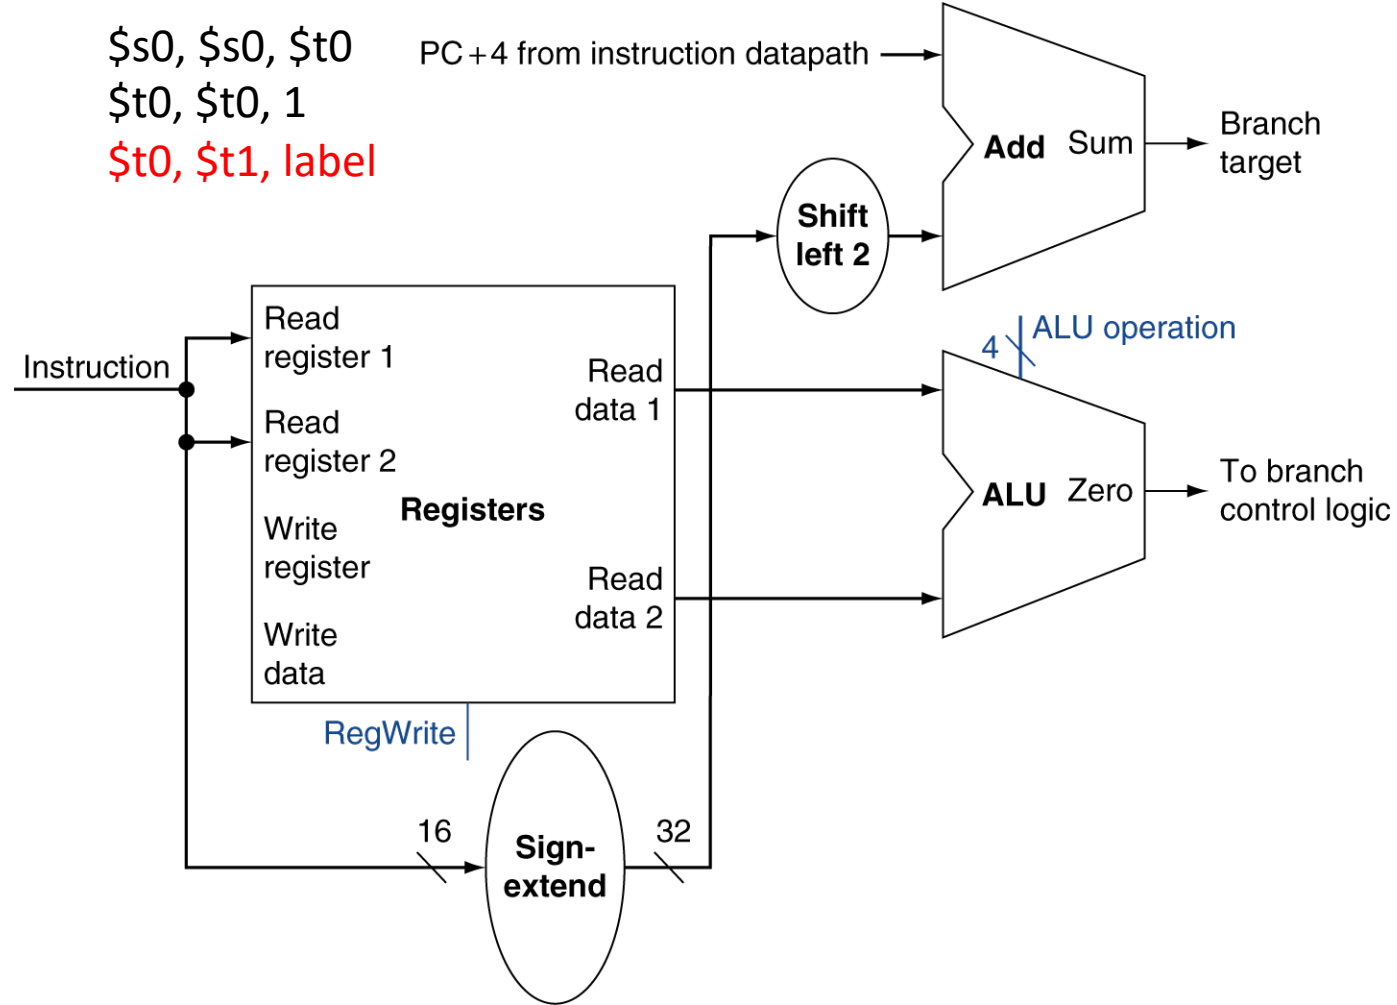 $s0, $s0, $t0
$t0, $t0, 1
$t0, $t1, label
PC+4 from instruction datapath
Add Sum
Branch
target
Shift
left 2
ALU operation
4
Instruction
Read
register 1
Read
register 2
Write
register
Write
data
Registers
Read
data 1
Read
data 2
ALU Zero
To branch
control logic
RegWrite
16
Sign-
extend
32